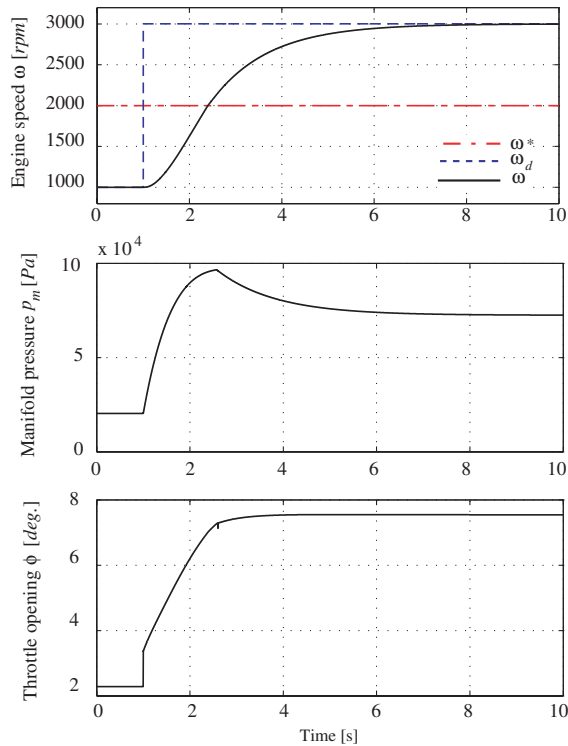 Engine speed ω [rpm]
3000
2500
2000
1500
1000
ω*
ω_d
ω
0 2 4 6 8 10
x 10^4
Manifold pressure p_m [Pa]
10
5
0
0 2 4 6 8 10
Throttle opening ϕ [deg.]
8
6
4
2
0 2 4 6 8 10
Time [s]